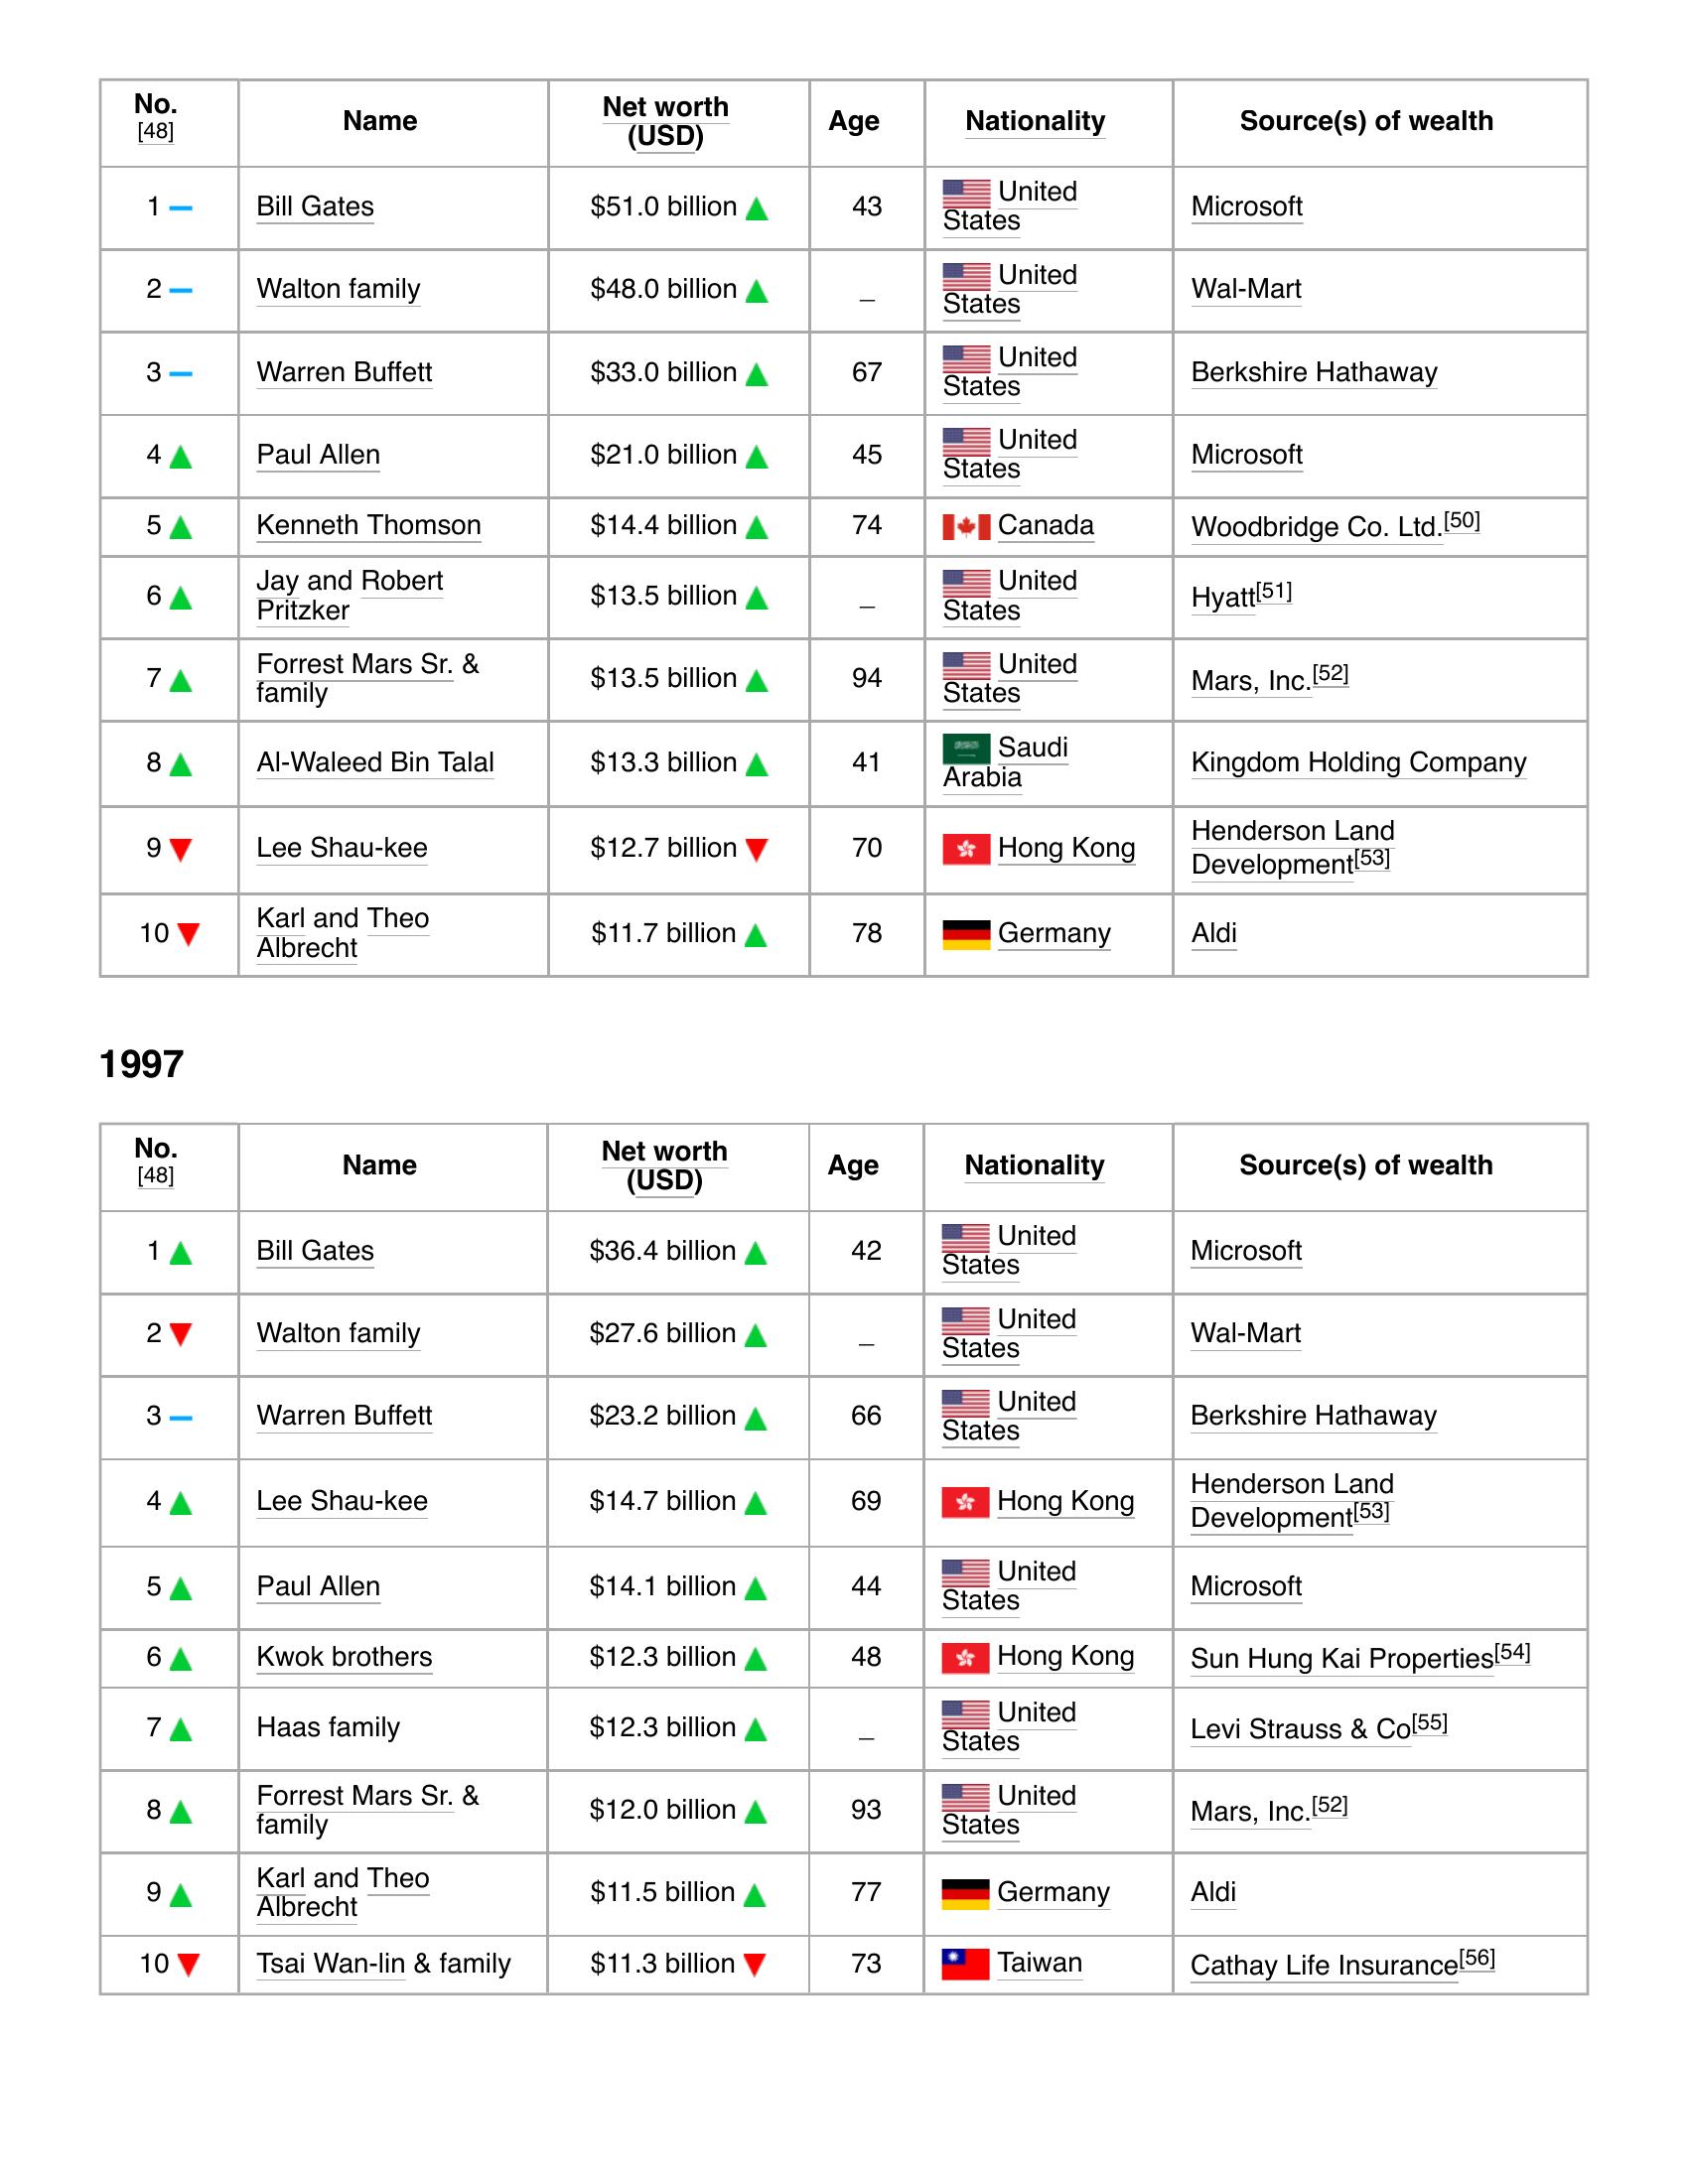 No.
[48]
Name
Net worth
(USD)
Age
Nationality
Source(s) of wealth
1
Bill Gates
$51.0 billion
43
United
States
Microsoft
2
Walton family
$48.0 billion
_
United
States
Wal-Mart
3
Warren Buffett
$33.0 billion
67
United
States
Berkshire Hathaway
4
Paul Allen
$21.0 billion
45
United
States
Microsoft
5
Kenneth Thomson
$14.4 billion
74
Canada
Woodbridge Co. Ltd.[50]
6
Jay and Robert
Pritzker
$13.5 billion
_
United
States
Hyatt[51]
7
Forrest Mars Sr. &
family
$13.5 billion
94
United
States
Mars, Inc.[52]
8
Al-Waleed Bin Talal
$13.3 billion
41
Saudi
Arabia
Kingdom Holding Company
9
Lee Shau-kee
$12.7 billion
70
Hong Kong
Henderson Land
Development[53]
10
Karl and Theo
Albrecht
$11.7 billion
78
Germany
Aldi
1997
No.
[48]
Name
Net worth
(USD)
Age
Nationality
Source(s) of wealth
1
Bill Gates
$36.4 billion
42
United
States
Microsoft
2
Walton family
$27.6 billion
_
United
States
Wal-Mart
3
Warren Buffett
$23.2 billion
66
United
States
Berkshire Hathaway
4
Lee Shau-kee
$14.7 billion
69
Hong Kong
Henderson Land
Development[53]
5
Paul Allen
$14.1 billion
44
United
States
Microsoft
6
Kwok brothers
$12.3 billion
48
Hong Kong
Sun Hung Kai Properties[54]
7
Haas family
$12.3 billion
_
United
States
Levi Strauss & Co[55]
8
Forrest Mars Sr. &
family
$12.0 billion
93
United
States
Mars, Inc.[52]
9
Karl and Theo
Albrecht
$11.5 billion
77
Germany
Aldi
10
Tsai Wan-lin & family
$11.3 billion
73
Taiwan
Cathay Life Insurance[56]